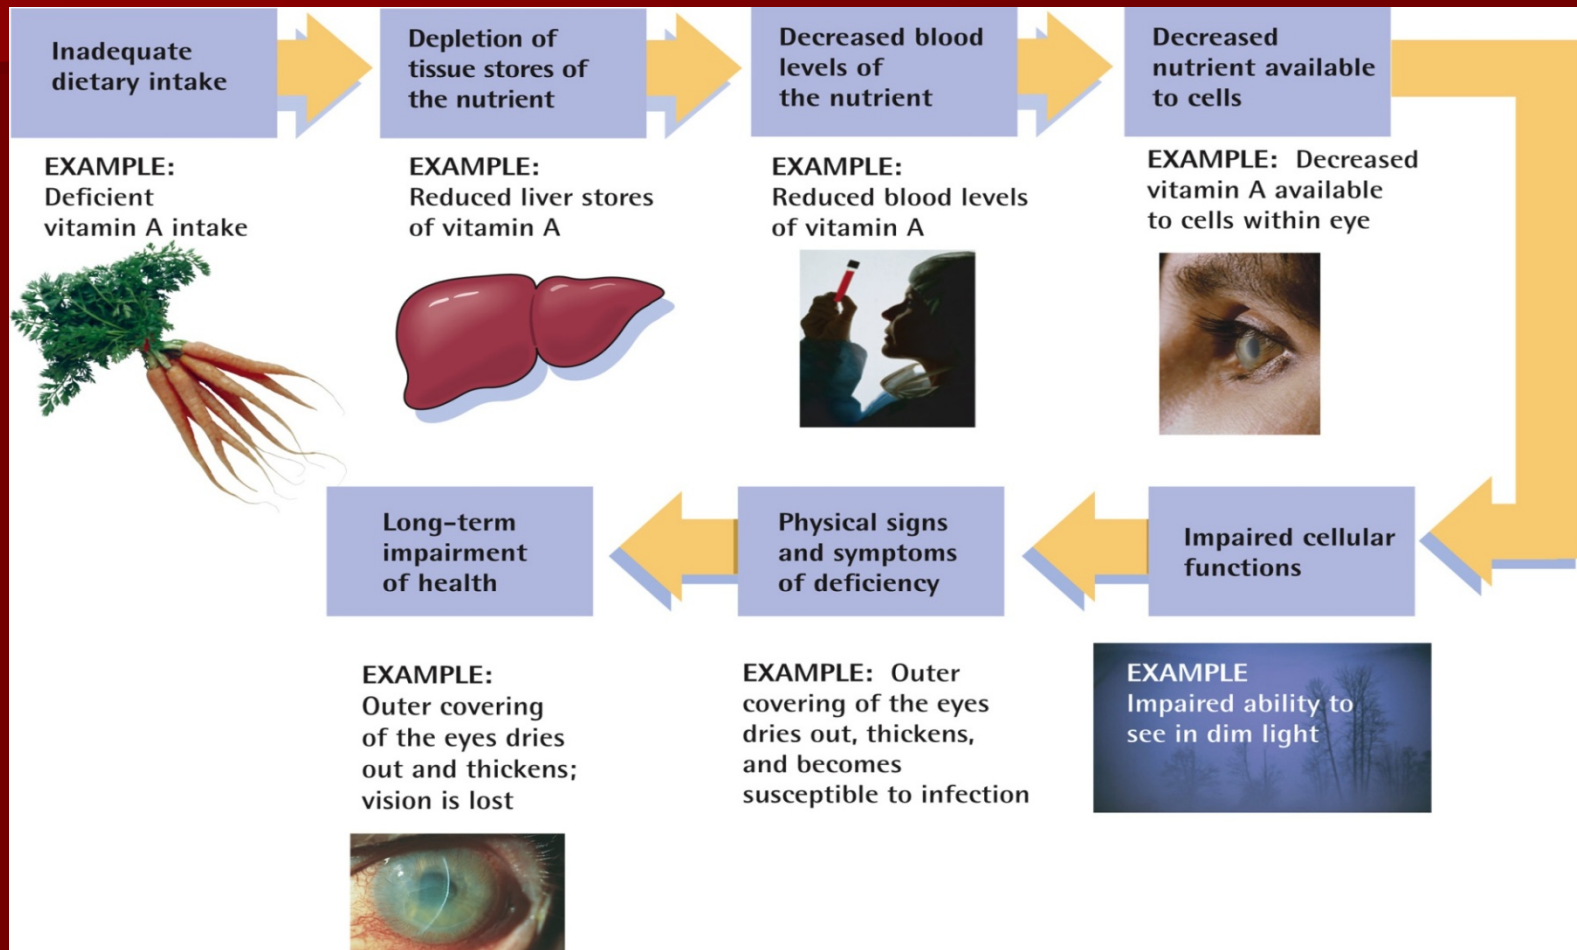 Inadequate
dietary intake
Depletion of
tissue stores of
the nutrient
Decreased blood
levels of
the nutrient
Decreased
nutrient available
to cells
EXAMPLE:
Deficient
vitamin A intake
EXAMPLE:
Reduced liver stores
of vitamin A
EXAMPLE:
Reduced blood levels
of vitamin A
EXAMPLE: Decreased
vitamin A available
to cells within eye
Impaired cellular
functions
EXAMPLE
Impaired ability to
see in dim light
Physical signs
and symptoms
of deficiency
EXAMPLE: Outer
covering of the eyes
dries out, thickens,
and becomes
susceptible to infection
Long-term
impairment
of health
EXAMPLE:
Outer covering
of the eyes dries
out and thickens;
vision is lost